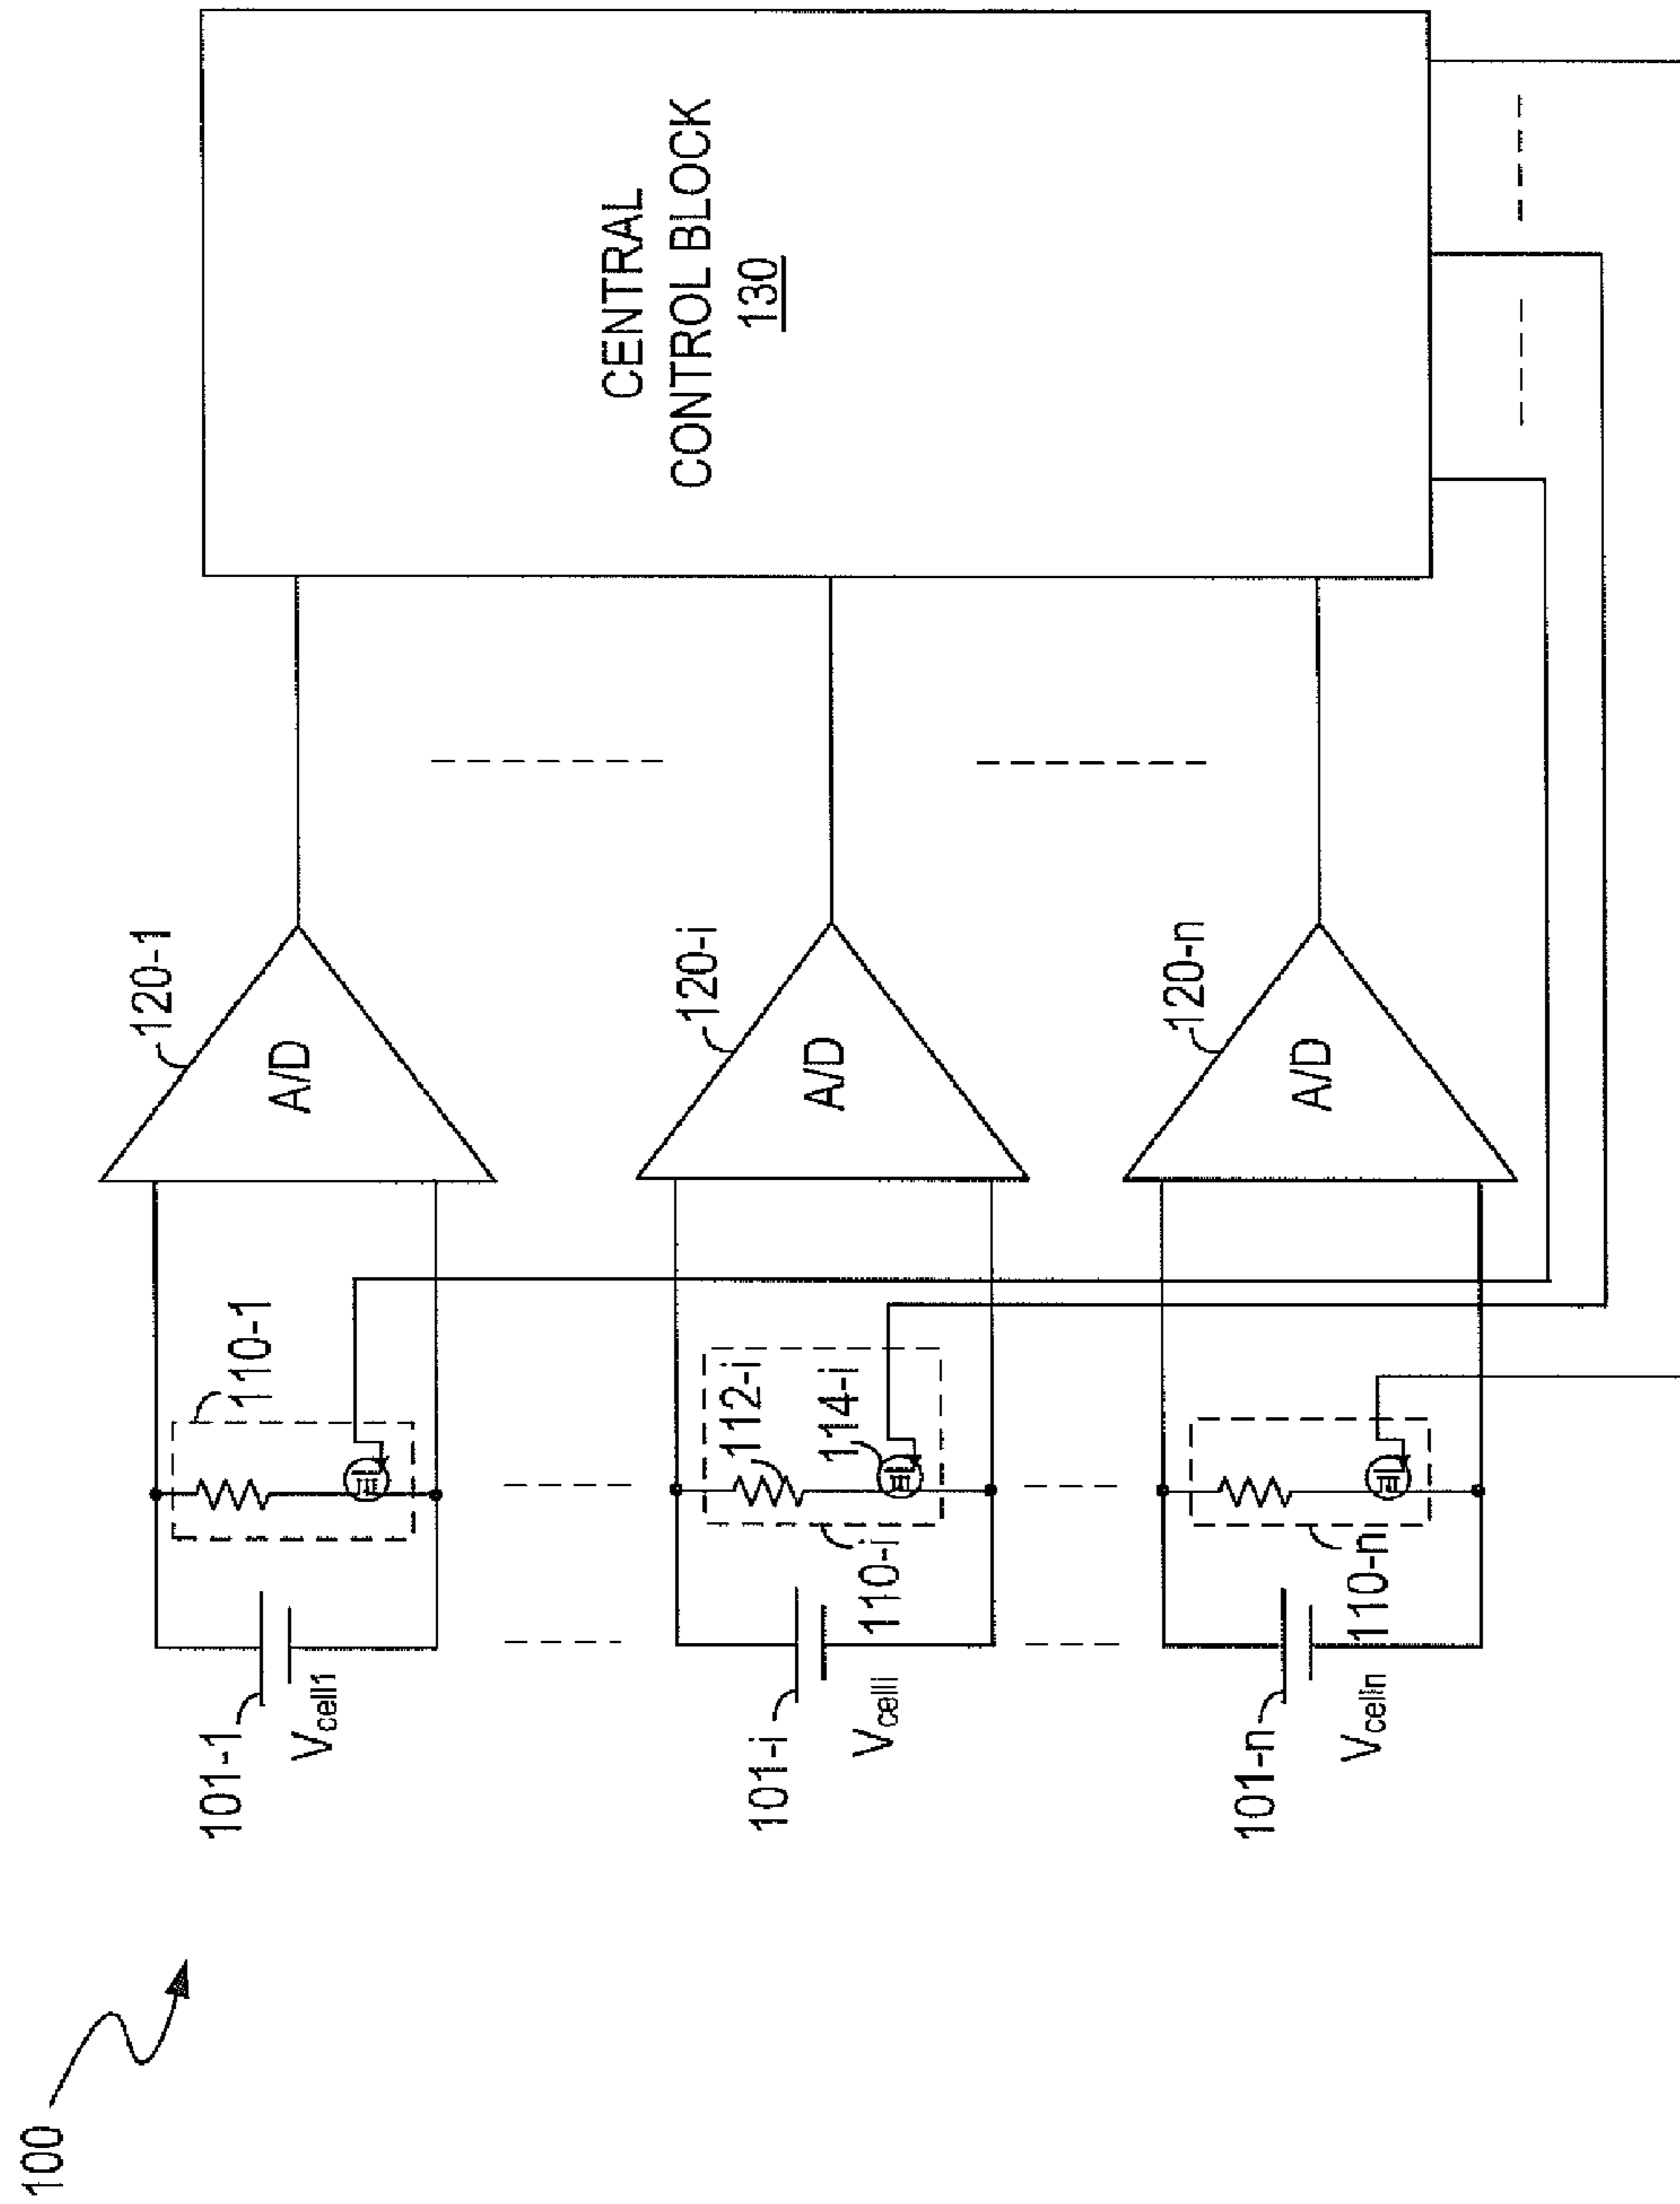 100
120-1
101-1
110-1
A/D
Vcell1
CENTRAL
CONTROL BLOCK
130
120-i
112-i
101-i
114-i
A/D
110-i
Vcelli
120-n
101-n
A/D
110-n
Vcelln